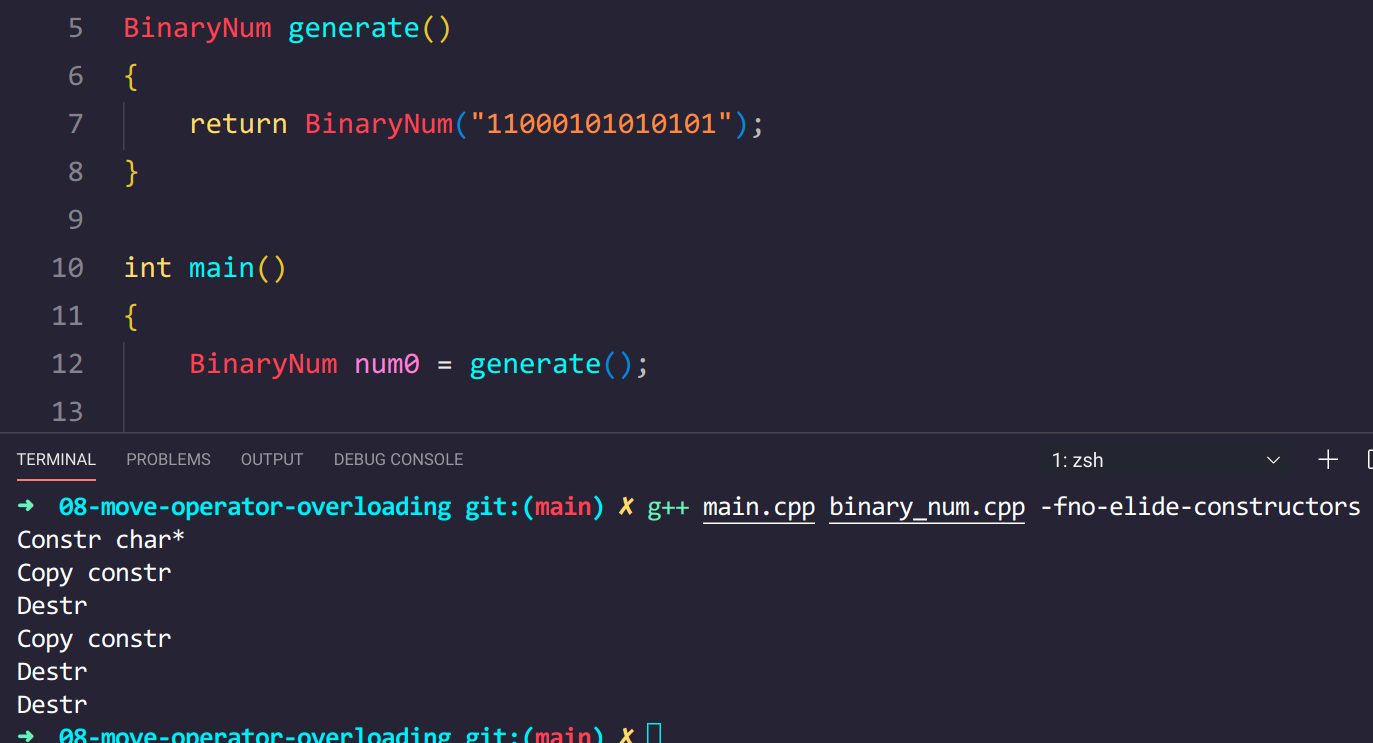 5 BinaryNum generate()
6 {
7 return BinaryNum("11000101010101");
8 }
9
10 int main()
11 {
12 BinaryNum num0 = generate();
13
TERMINAL PROBLEMS OUTPUT DEBUG CONSOLE 1: zsh
➜ 08-move-operator-overloading git:(main) ✗ g++ main.cpp binary_num.cpp -fno-elide-constructors
Constr char*
Copy constr
Destr
Copy constr
Destr
Destr
➜ 08-move-operator-overloading git:(main) ✗